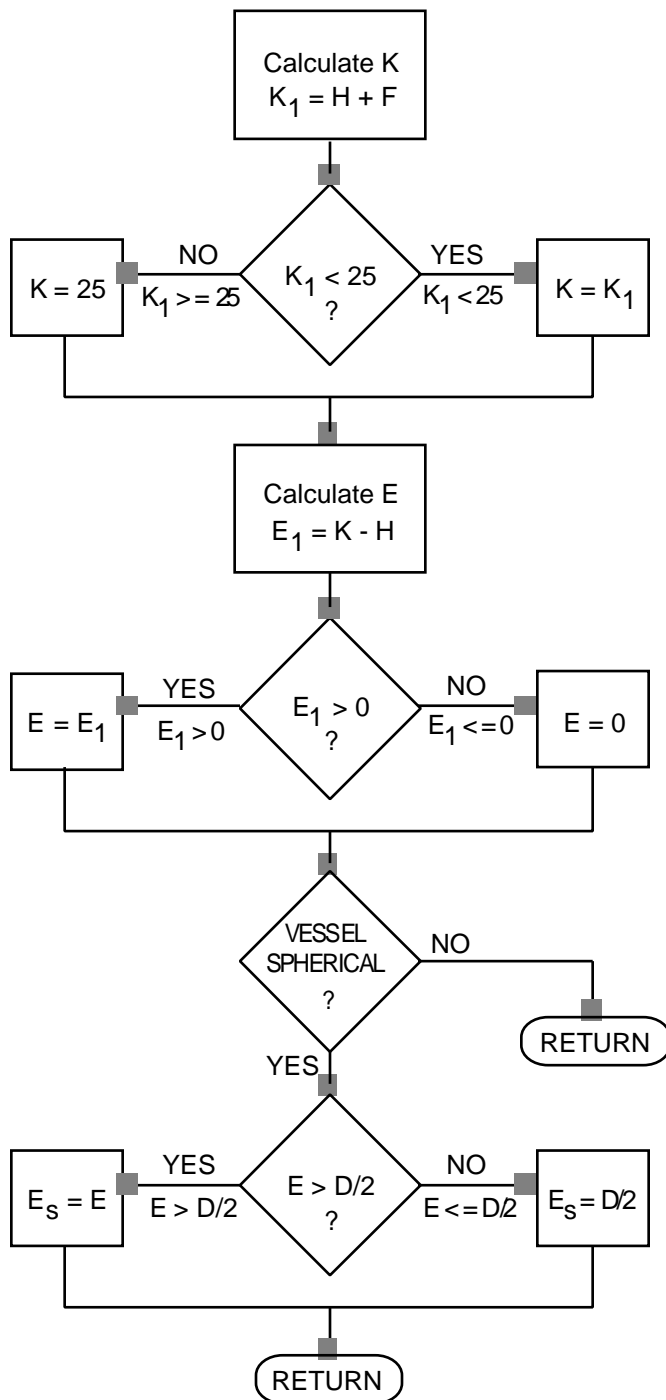 Calculate K
K1 = H + F
NO
YES
K = 25
K1 >= 25
K1 < 25
?
K1 < 25
K = K1
Calculate E
E1 = K - H
YES
NO
E = E1
E1 > 0
E1 > 0
?
E1 <= 0
E = 0
VESSEL
SPHERICAL
?
NO
RETURN
YES
YES
NO
Es = E
E > D/2
E > D/2
?
E <= D/2
Es = D/2
RETURN